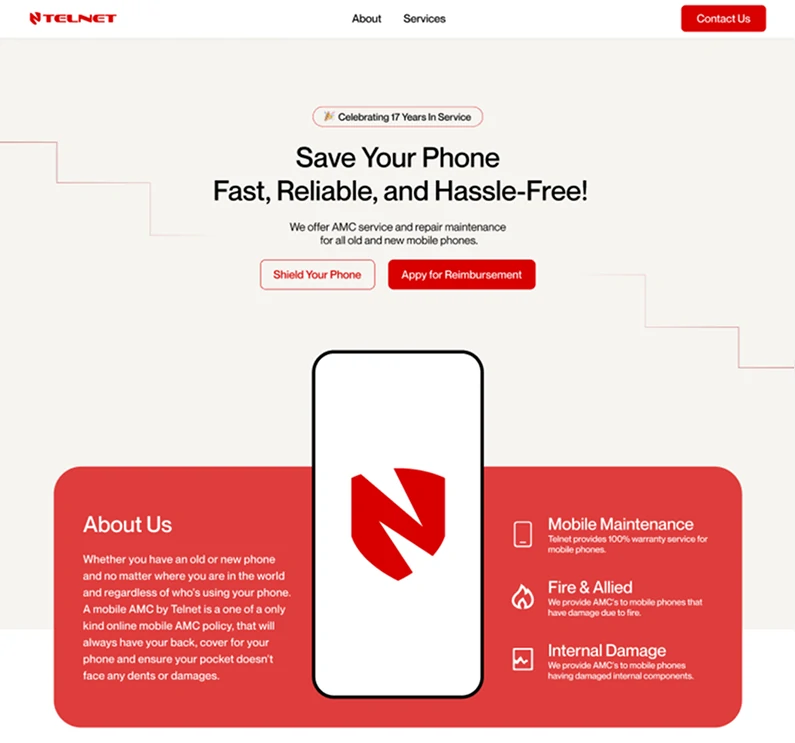 TELNET
About
Services
Contact Us
🎉 Celebrating 17 Years In Service
Save Your Phone
Fast, Reliable, and Hassle-Free!
We offer AMC service and repair maintenance
for all old and new mobile phones.
Shield Your Phone
Appy for Reimbursement
About Us
Whether you have an old or new phone
and no matter where you are in the world
and regardless of who's using your phone.
A mobile AMC by Telnet is a one of a only
kind online mobile AMC policy, that will
always have your back, cover for your
phone and ensure your pocket doesn't
face any dents or damages.
Mobile Maintenance
Telnet provides 100% warranty service for
mobile phones.
Fire & Allied
We provide AMC's to mobile phones that
have damage due to fire.
Internal Damage
We provide AMC's to mobile phones
having damaged internal components.